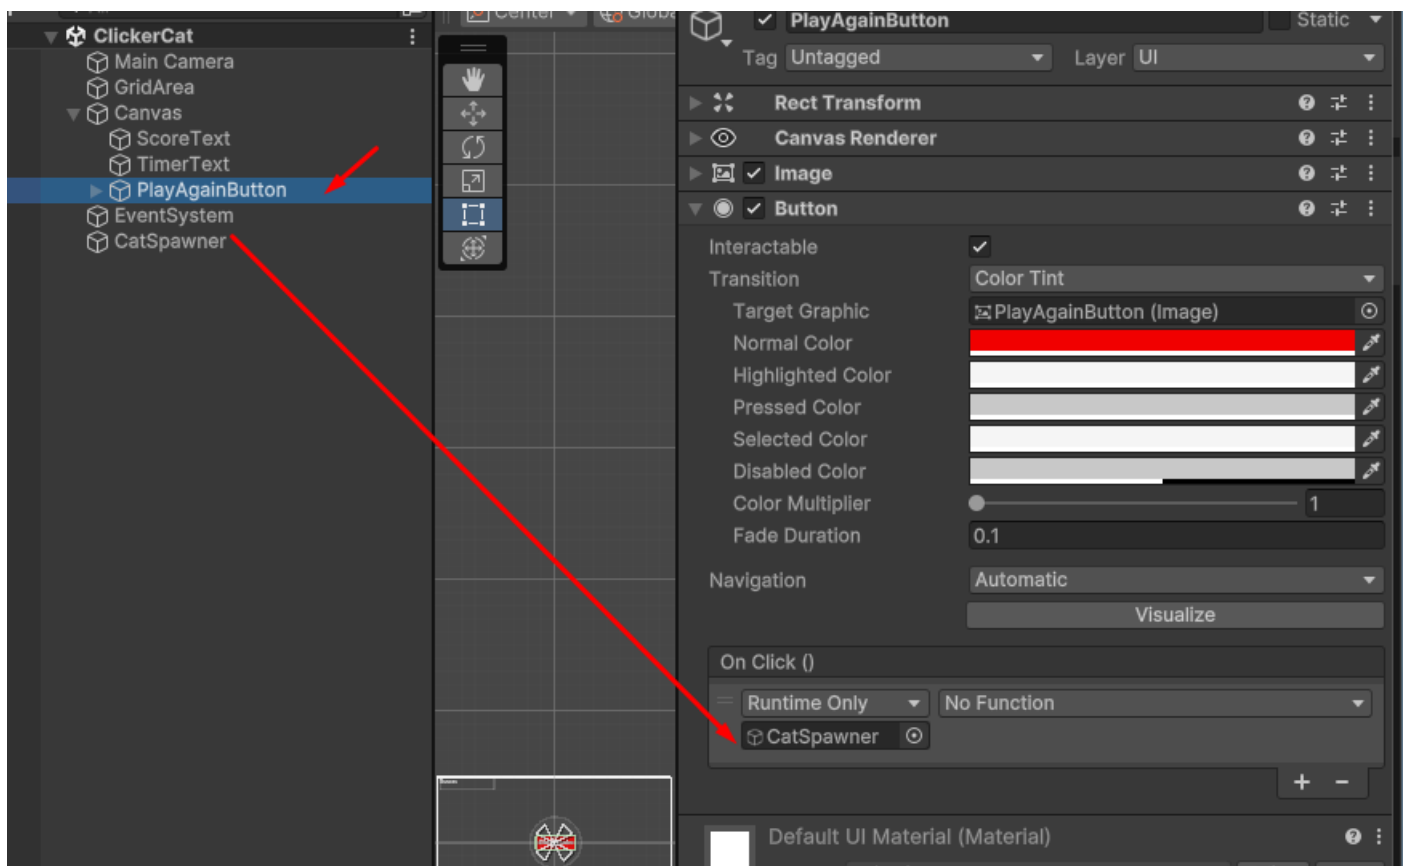 Center
Global
ClickerCat
Main Camera
GridArea
Canvas
ScoreText
TimerText
PlayAgainButton
EventSystem
CatSpawner
PlayAgainButton
Static
Tag Untagged Layer UI
Rect Transform
Canvas Renderer
Image
Button
Interactable
Transition Color Tint
Target Graphic PlayAgainButton (Image)
Normal Color
Highlighted Color
Pressed Color
Selected Color
Disabled Color
Color Multiplier 1
Fade Duration 0.1
Navigation Automatic
Visualize
On Click ()
Runtime Only No Function
CatSpawner
+ -
Default UI Material (Material)